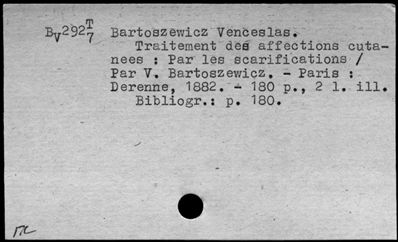 BV292T/7 Bartoszewicz Venceslas.
Traitement des affections cuta-
nees : Par les scarifications /
Par V. Bartoszewicz. - Paris :
Derenne, 1882. - 180 p., 2 l. ill.
Bibliogr.: p. 180.